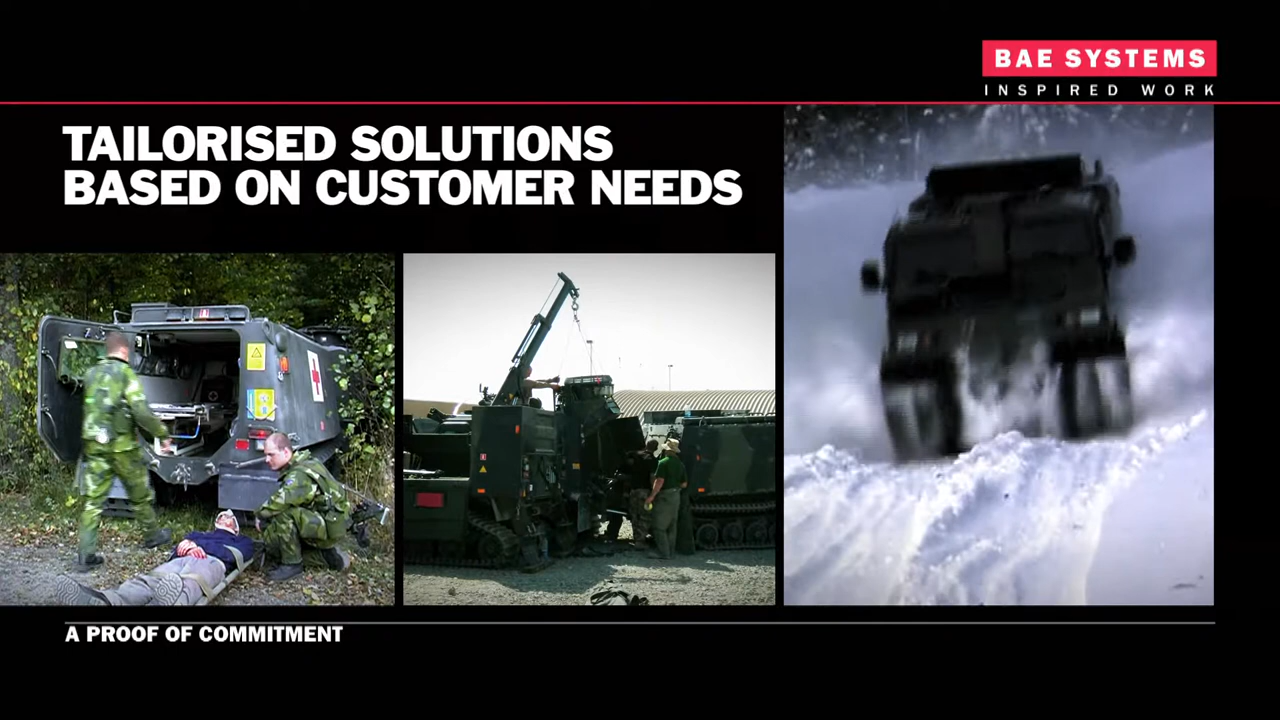 BAE SYSTEMS
INSPIRED WORK
TAILORISED SOLUTIONS
BASED ON CUSTOMER NEEDS
A PROOF OF COMMITMENT